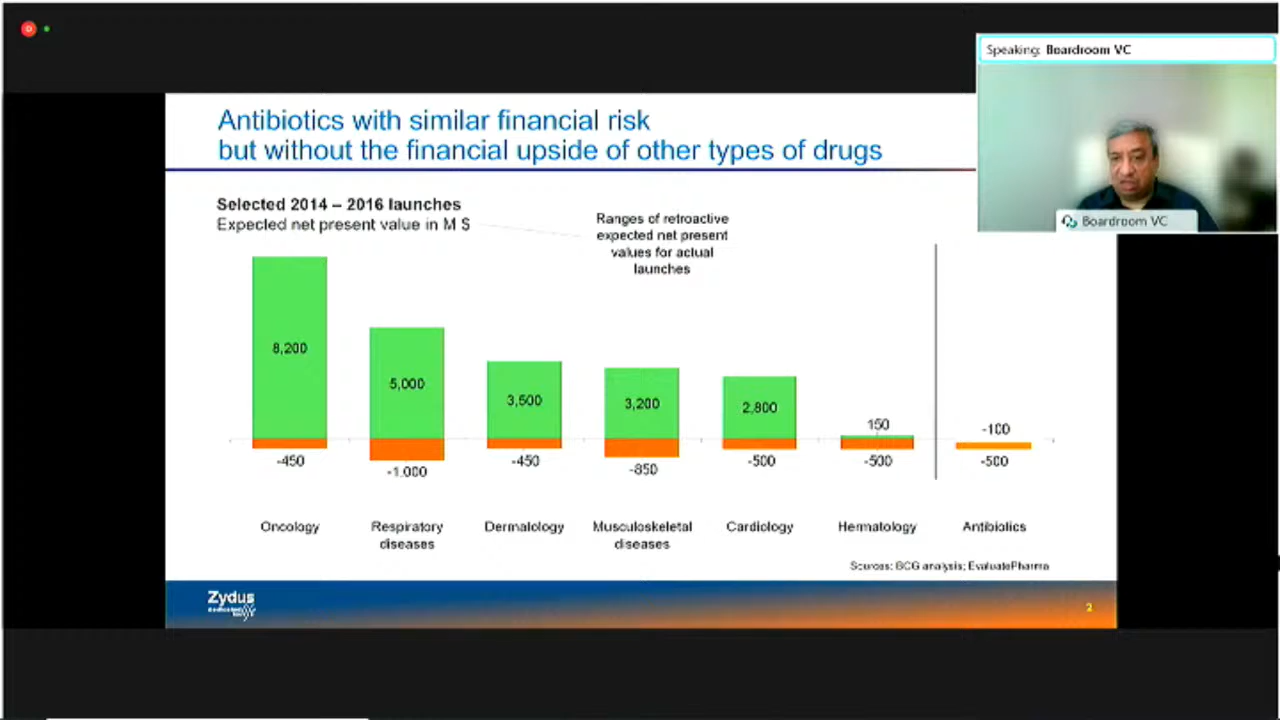 Speaking: Boardroom VC
Boardroom VC
Antibiotics with similar financial risk
but without the financial upside of other types of drugs
Selected 2014 – 2016 launches
Expected net present value in M $
Ranges of retroactive
expected net present
values for actual
launches
8,200
5,000
3,500
3,200
2,800
150
-100
-450
-1.000
-450
-850
-500
-500
-500
Oncology
Respiratory
diseases
Dermalology
Musculoskeletal
diseases
Cardiology
Hermatology
Antibiolics
Sources: BCG analysis; EvaluatePharma
Zydus
2